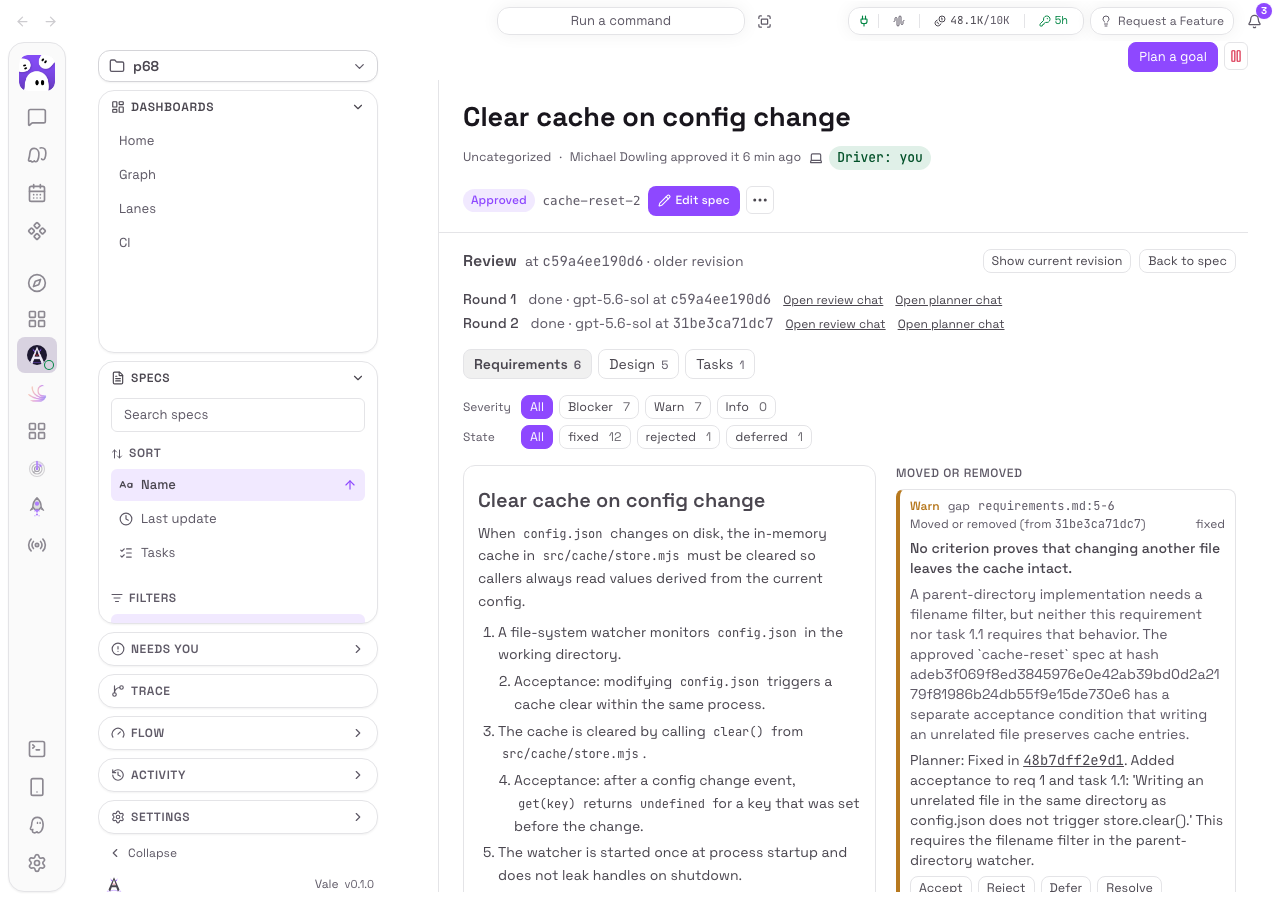 Run a command
48.1K/10K
5h
Request a Feature
3
Plan a goal
p68
DASHBOARDS
Home
Graph
Lanes
CI
SPECS
Search specs
SORT
Aa Name
Last update
Tasks
FILTERS
NEEDS YOU
TRACE
FLOW
ACTIVITY
SETTINGS
Collapse
Vale v0.1.0
Clear cache on config change
Uncategorized · Michael Dowling approved it 6 min ago Driver: you
Approved cache-reset-2 Edit spec
Review at c59a4ee190d6 · older revision
Show current revision Back to spec
Round 1 done · gpt-5.6-sol at c59a4ee190d6 Open review chat Open planner chat
Round 2 done · gpt-5.6-sol at 31be3ca71dc7 Open review chat Open planner chat
Requirements 6 Design 5 Tasks 1
Severity All Blocker 7 Warn 7 Info 0
State All fixed 12 rejected 1 deferred 1
Clear cache on config change
When config.json changes on disk, the in-memory
cache in src/cache/store.mjs must be cleared so
callers always read values derived from the current
config.
1. A file-system watcher monitors config.json in the
working directory.
2. Acceptance: modifying config.json triggers a
cache clear within the same process.
3. The cache is cleared by calling clear() from
src/cache/store.mjs.
4. Acceptance: after a config change event,
get(key) returns undefined for a key that was set
before the change.
5. The watcher is started once at process startup and
does not leak handles on shutdown.
MOVED OR REMOVED
Warn gap requirements.md:5-6
Moved or removed (from 31be3ca71dc7) fixed
No criterion proves that changing another file
leaves the cache intact.
A parent-directory implementation needs a
filename filter, but neither this requirement
nor task 1.1 requires that behavior. The
approved `cache-reset` spec at hash
adeb3f069f8ed3845976e0e42ab39bd0d2a21
79f81986b24db55f9e15de730e6 has a
separate acceptance condition that writing
an unrelated file preserves cache entries.
Planner: Fixed in 48b7dff2e9d1. Added
acceptance to req 1 and task 1.1: 'Writing an
unrelated file in the same directory as
config.json does not trigger store.clear().' This
requires the filename filter in the parent-
directory watcher.
Accept Reject Defer Resolve